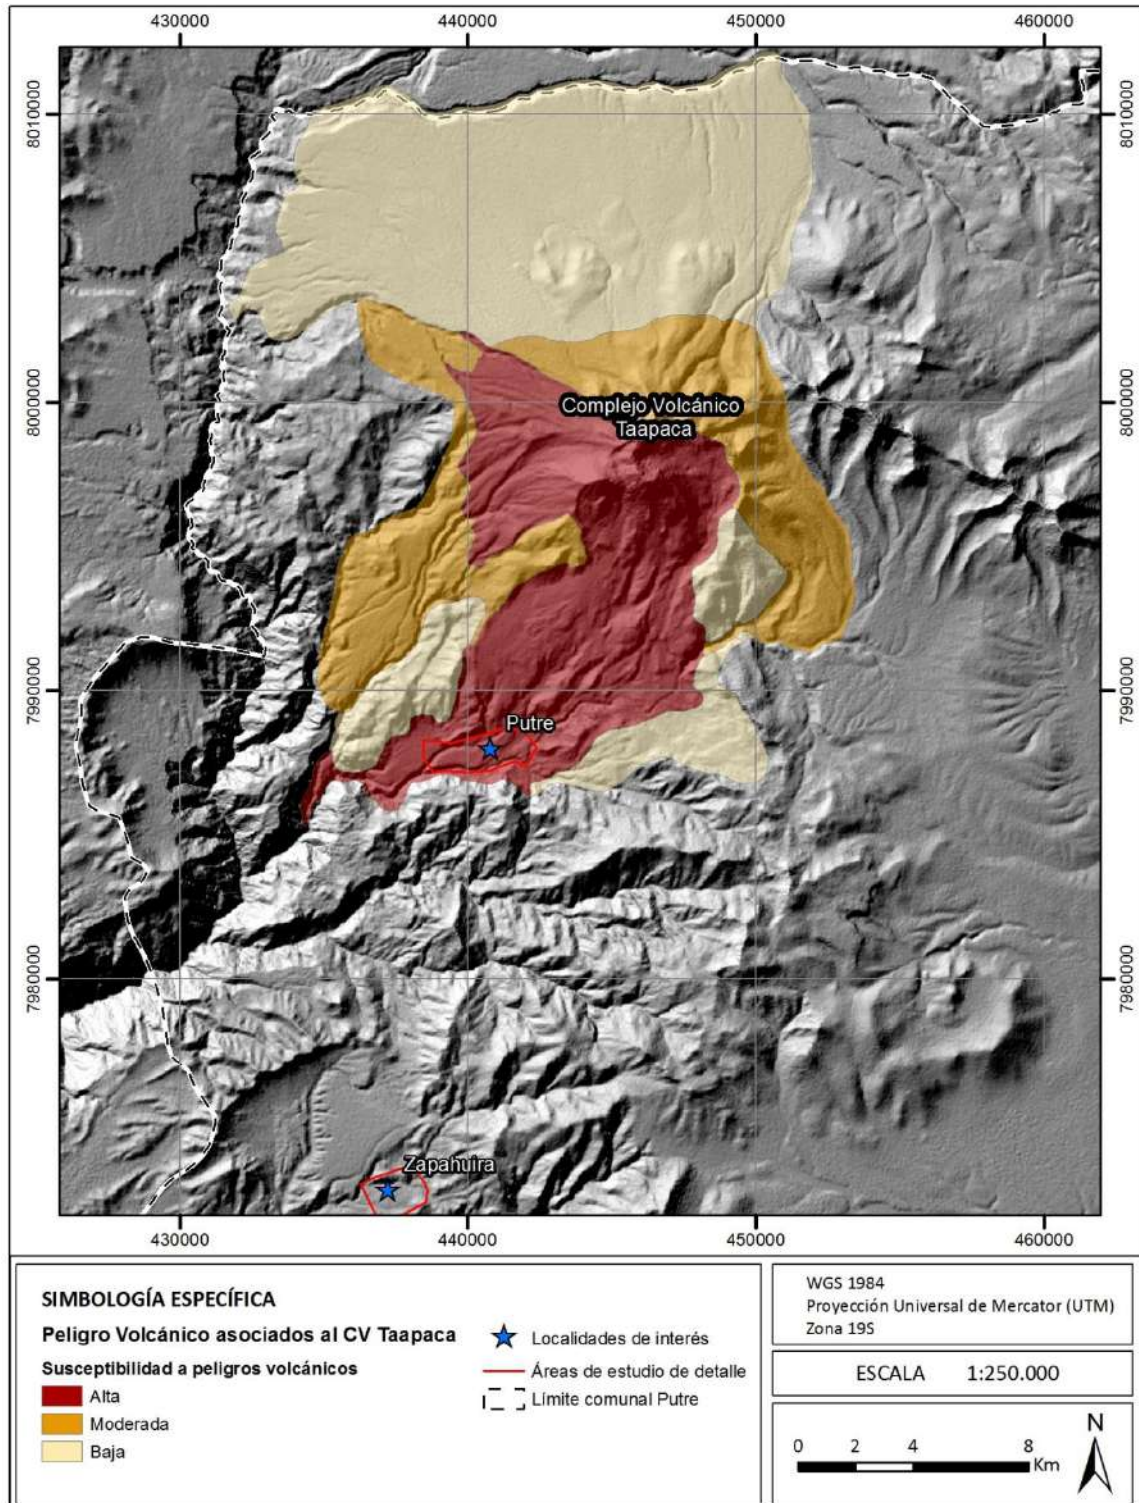 430000 440000 450000 460000
8010000 8010000
8000000 8000000
Complejo Volcánico
Taapaca
7990000 7990000
Putre
7980000 7980000
Zapahuira
430000 440000 450000 460000
SIMBOLOGÍA ESPECÍFICA
Peligro Volcánico asociados al CV Taapaca
Susceptibilidad a peligros volcánicos
Alta
Moderada
Baja
Localidades de interés
Áreas de estudio de detalle
Límite comunal Putre
WGS 1984
Proyección Universal de Mercator (UTM)
Zona 19S
ESCALA 1:250.000
0 2 4 8
Km
N